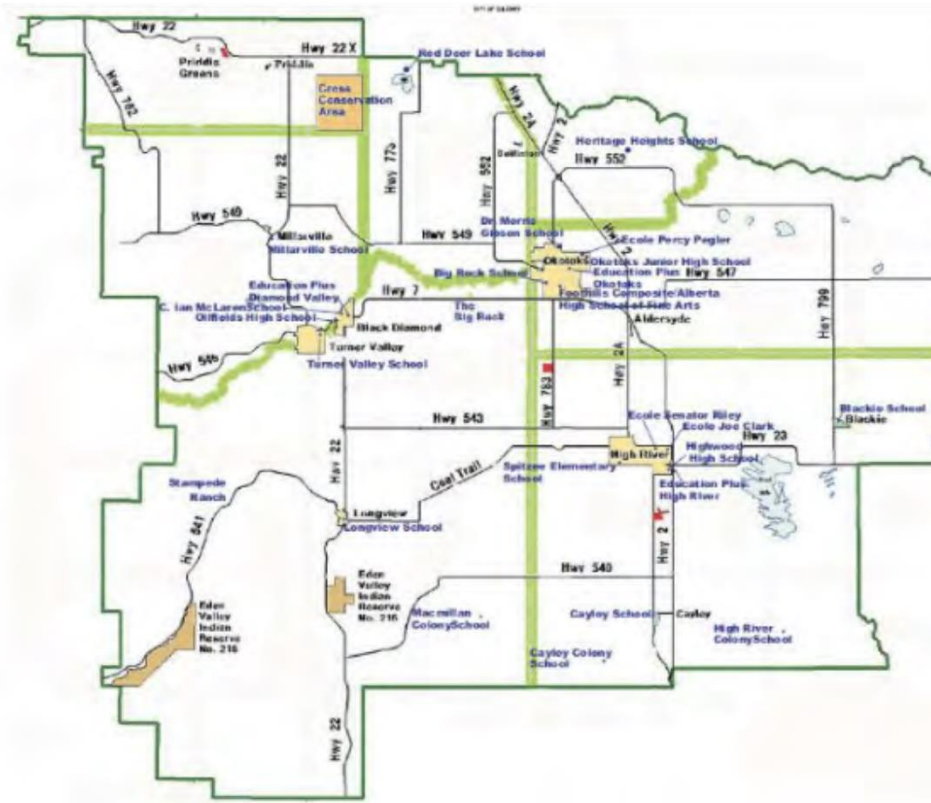 Hwy 22
Hwy 22 X
Priddis
Greens
Priddis
Red Deer Lake School
Cross
Conservation
Area
Hwy 762
Hwy 22
Hwy 773
Hwy 552
Hwy 2A
Hwy 2
Heritage Heights School
Hwy 552
Hwy 549
Millarville
Millarville School
Hwy 549
Dr. Morris
Gibson School
Hwy 2
Ecole Percy Pegler
Okotoks
Okotoks Junior High School
Big Rock School
Education Plus
Okotoks
Hwy 547
Foothills Composite/Alberta
High School of Fine Arts
Education Plus
Diamond Valley
Hwy 7
The
Big Rock
Hwy 799
C. Ian McLarenSchool
Oilfields High School
Black Diamond
Aldersyde
Turner Valley
Turner Valley School
Hwy 546
Hwy 2A
Hwy 783
Hwy 543
Ecole Senator Riley
Ecole Joe Clark
Blackie School
Blackie
Hwy 23
High River
Highwood
High School
Hwy 22
Coal Trail
Spitzee Elementary
School
Education Plus
High River
Stampede
Ranch
Longview
Longview School
Hwy 541
Hwy 2
Hwy 540
Eden
Valley
Indian
Reserve
No. 216
Eden
Valley
Indian
Reserve
No. 216
Macmillan
ColonySchool
Cayley School
Cayley
High River
ColonySchool
Cayley Colony
School
Hwy 22